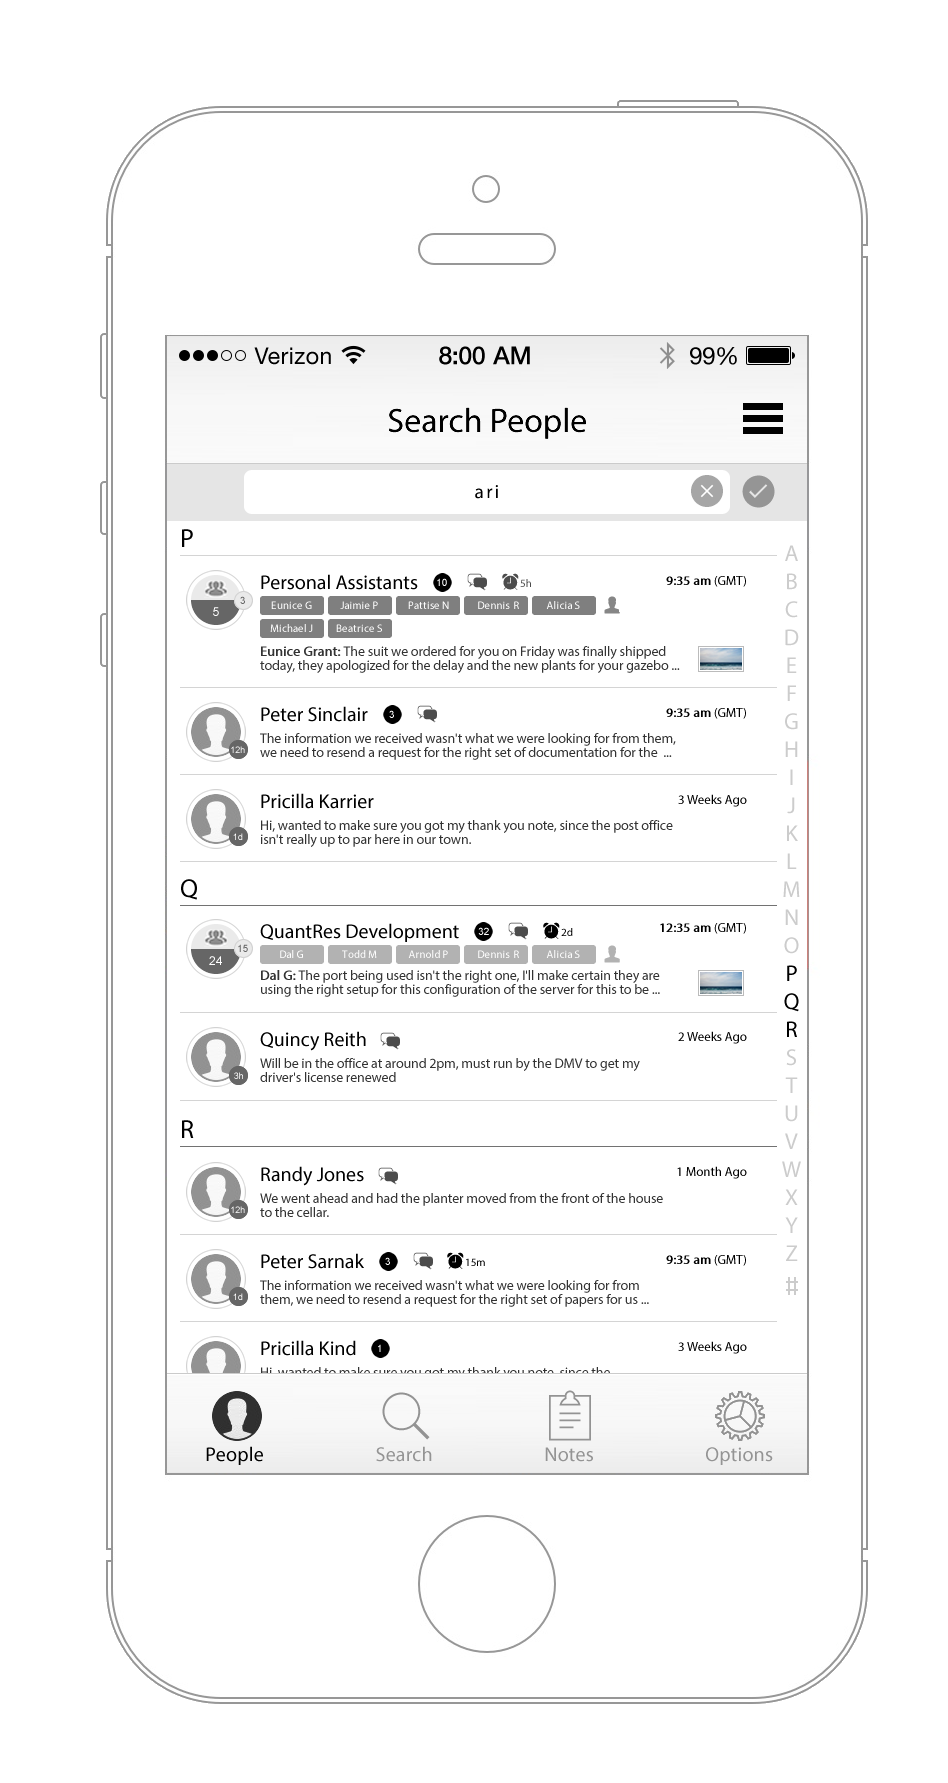 Verizon 8:00 AM 99%
Search People
ari
P
Personal Assistants 10 5h 9:35 am (GMT)
3
5
Eunice G Jaimie P Pattise N Dennis R Alicia S
Michael J Beatrice S
Eunice Grant: The suit we ordered for you on Friday was finally shipped
today, they apologized for the delay and the new plants for your gazebo ...
Peter Sinclair 3 9:35 am (GMT)
The information we received wasn't what we were looking for from them,
we need to resend a request for the right set of documentation for the ...
12h
Pricilla Karrier 3 Weeks Ago
Hi, wanted to make sure you got my thank you note, since the post office
isn't really up to par here in our town.
1d
Q
QuantRes Development 32 2d 12:35 am (GMT)
15
24
Dal G Todd M Arnold P Dennis R Alicia S
Dal G: The port being used isn't the right one, I'll make certain they are
using the right setup for this configuration of the server for this to be ...
Quincy Reith 2 Weeks Ago
Will be in the office at around 2pm, must run by the DMV to get my
driver's license renewed
3h
R
Randy Jones 1 Month Ago
We went ahead and had the planter moved from the front of the house
to the cellar.
12h
Peter Sarnak 3 15m 9:35 am (GMT)
The information we received wasn't what we were looking for from
them, we need to resend a request for the right set of papers for us ...
1d
Pricilla Kind 1 3 Weeks Ago
Hi, wanted to make sure you got my thank you note, since the
A
B
C
D
E
F
G
H
I
J
K
L
M
N
O
P
Q
R
S
T
U
V
W
X
Y
Z
#
People Search Notes Options